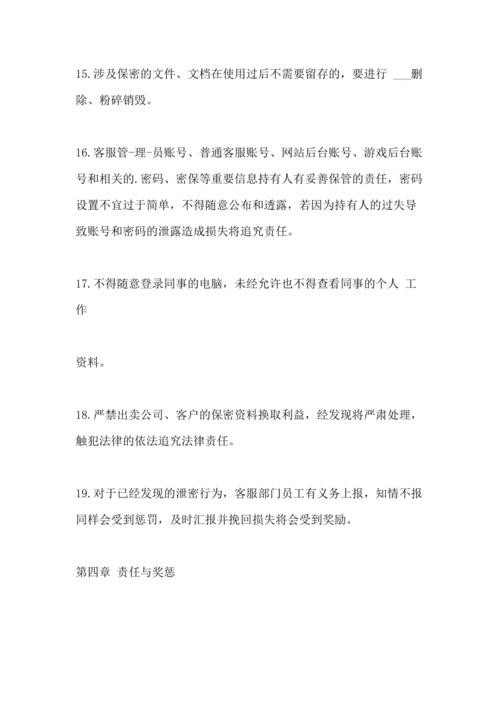 15.涉及保密的文件、文档在使用过后不需要留存的，要进行 ___删
除、粉碎销毁。
16.客服管-理-员账号、普通客服账号、网站后台账号、游戏后台账
号和相关的.密码、密保等重要信息持有人有妥善保管的责任，密码
设置不宜过于简单，不得随意公布和透露，若因为持有人的过失导
致账号和密码的泄露造成损失将追究责任。
17.不得随意登录同事的电脑，未经允许也不得查看同事的个人 工
作
资料。
18.严禁出卖公司、客户的保密资料换取利益，经发现将严肃处理，
触犯法律的依法追究法律责任。
19.对于已经发现的泄密行为，客服部门员工有义务上报，知情不报
同样会受到惩罚，及时汇报并挽回损失将会受到奖励。
第四章 责任与奖惩